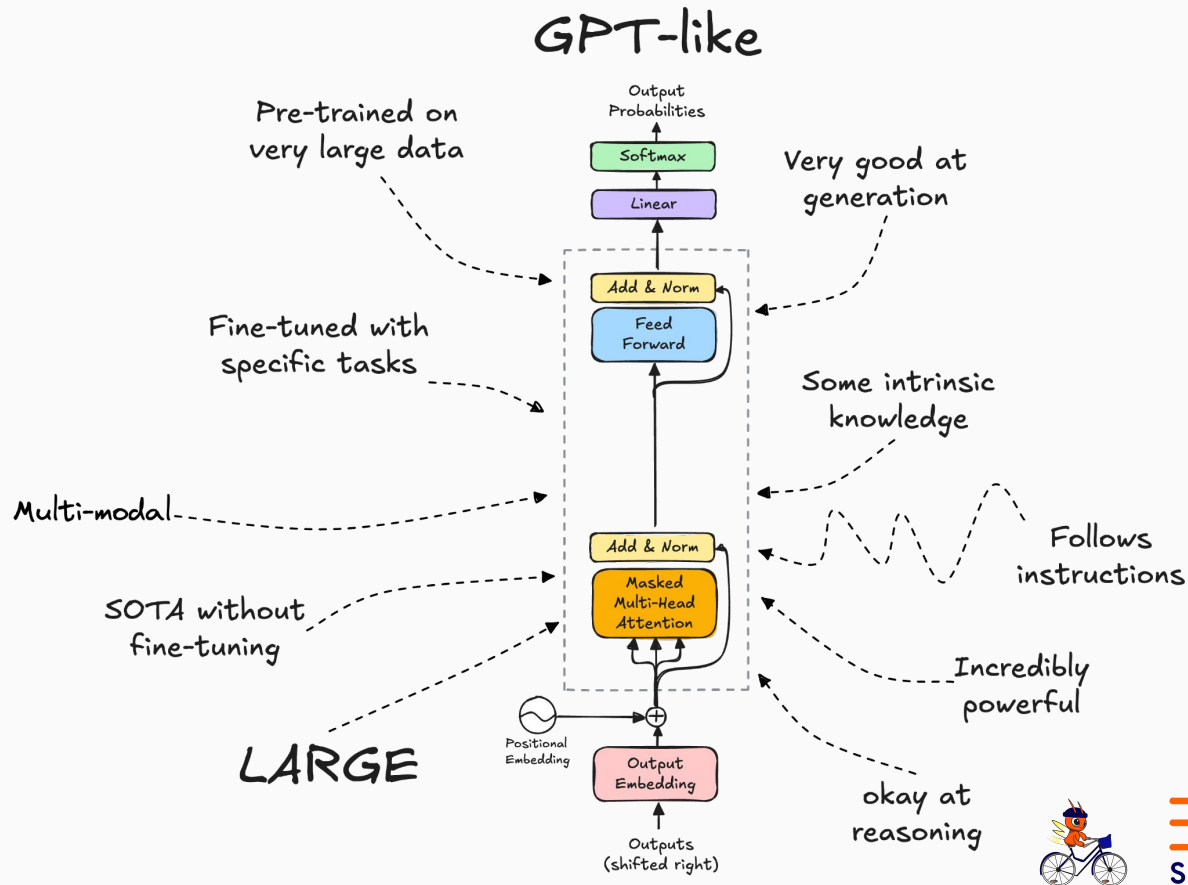 GPT-like
Output
Probabilities
Softmax
Linear
Add & Norm
Feed
Forward
Add & Norm
Masked
Multi-Head
Attention
Positional
Embedding
Output
Embedding
Outputs
(shifted right)
Pre-trained on
very large data
Fine-tuned with
specific tasks
Multi-modal
SOTA without
fine-tuning
LARGE
Very good at
generation
Some intrinsic
knowledge
Follows
instructions
Incredibly
powerful
okay at
reasoning
S